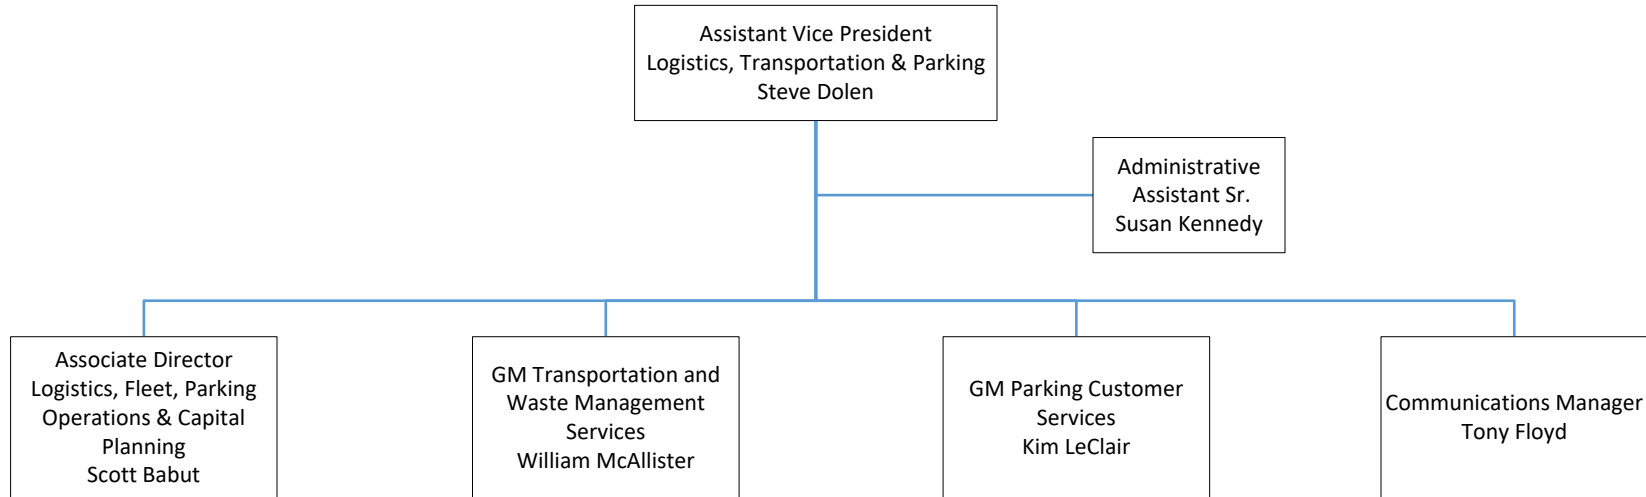 Assistant Vice President
Logistics, Transportation & Parking
Steve Dolen
Administrative
Assistant Sr.
Susan Kennedy
Associate Director
Logistics, Fleet, Parking
Operations & Capital
Planning
Scott Babut
GM Transportation and
Waste Management
Services
William McAllister
GM Parking Customer
Services
Kim LeClair
Communications Manager
Tony Floyd